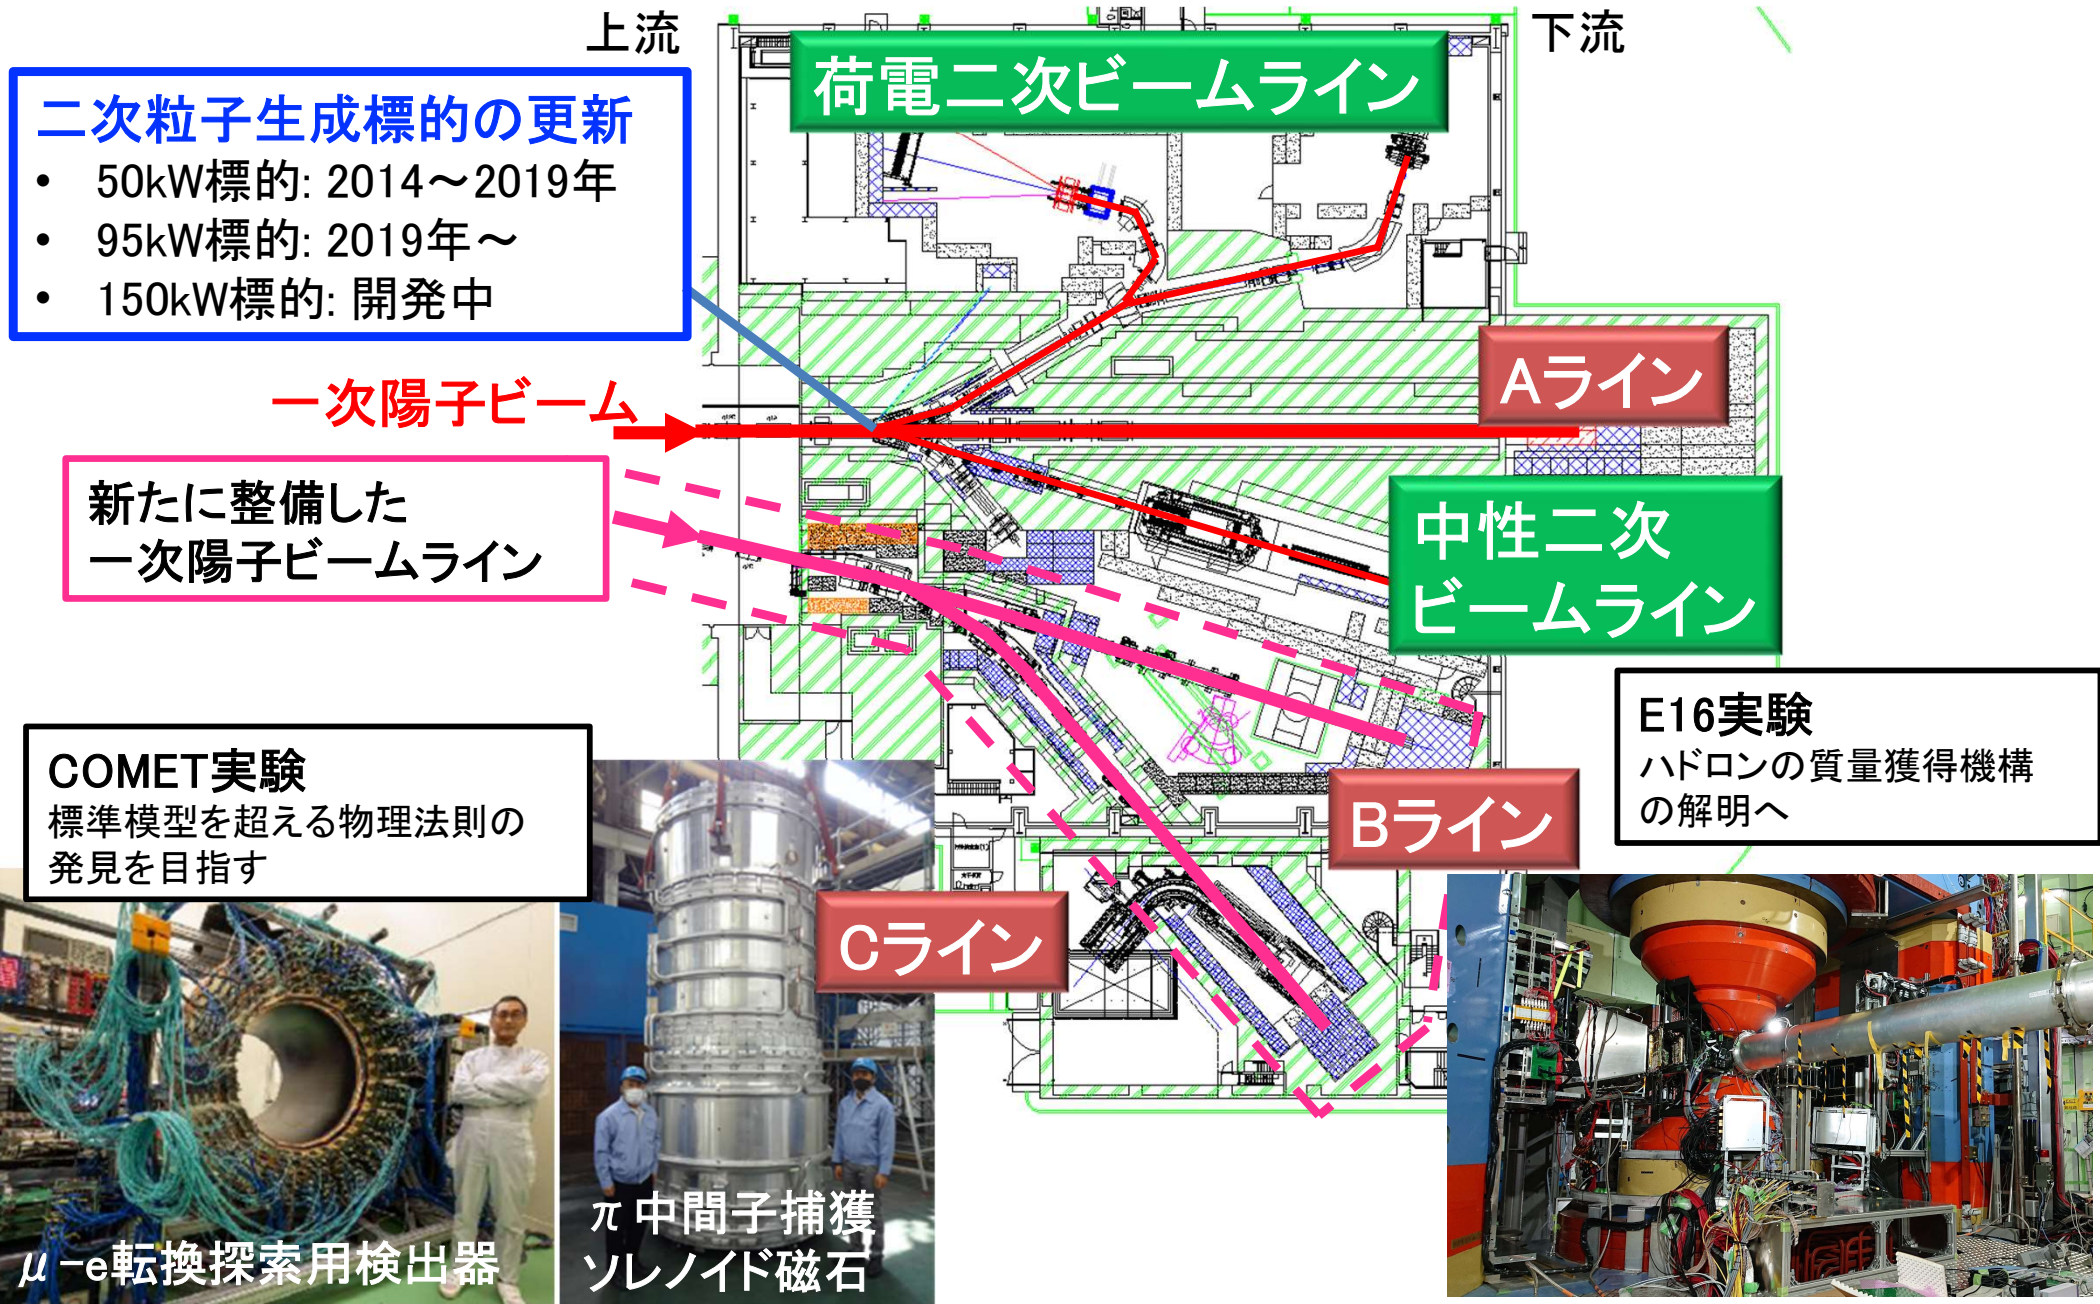 上流
下流
荷電二次ビームライン
二次粒子生成標的の更新
• 50kW標的: 2014～2019年
• 95kW標的: 2019年～
• 150kW標的: 開発中
Aライン
一次陽子ビーム
新たに整備した
一次陽子ビームライン
中性二次
ビームライン
E16実験
ハドロンの質量獲得機構
の解明へ
COMET実験
標準模型を超える物理法則の
発見を目指す
Bライン
Cライン
π中間子捕獲
ソレノイド磁石
μ-e転換探索用検出器